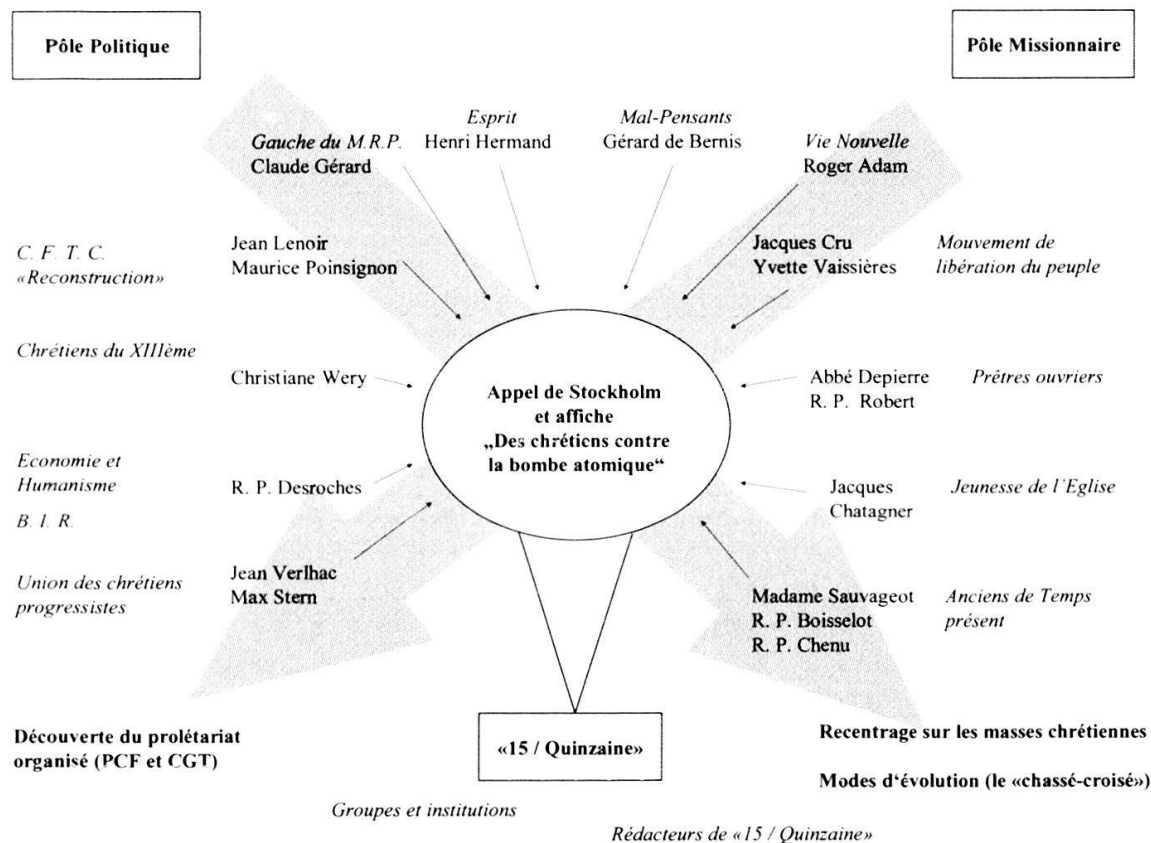 Pôle Politique
Pôle Missionnaire
Gauche du M.R.P.
Claude Gérard
Esprit
Henri Hermand
Mal-Pensants
Gérard de Bernis
Vie Nouvelle
Roger Adam
C. F. T. C.
«Reconstruction»
Jean Lenoir
Maurice Poinsignon
Jacques Cru
Yvette Vaissières
Mouvement de
libération du peuple
Chrétiens du XIIIème
Christiane Wery
Appel de Stockholm
et affiche
„Des chrétiens contre
la bombe atomique“
Abbé Depierre
R. P. Robert
Prêtres ouvriers
Economie et
Humanisme
B. I. R.
R. P. Desroches
Jacques
Chatagner
Jeunesse de l'Eglise
Union des chrétiens
progressistes
Jean Verlhac
Max Stern
Madame Sauvageot
R. P. Boisselot
R. P. Chenu
Anciens de Temps
présent
Découverte du prolétariat
organisé (PCF et CGT)
«15 / Quinzaine»
Recentrage sur les masses chrétiennes
Modes d‘évolution (le «chassé-croisé»)
Groupes et institutions
Rédacteurs de «15 / Quinzaine»